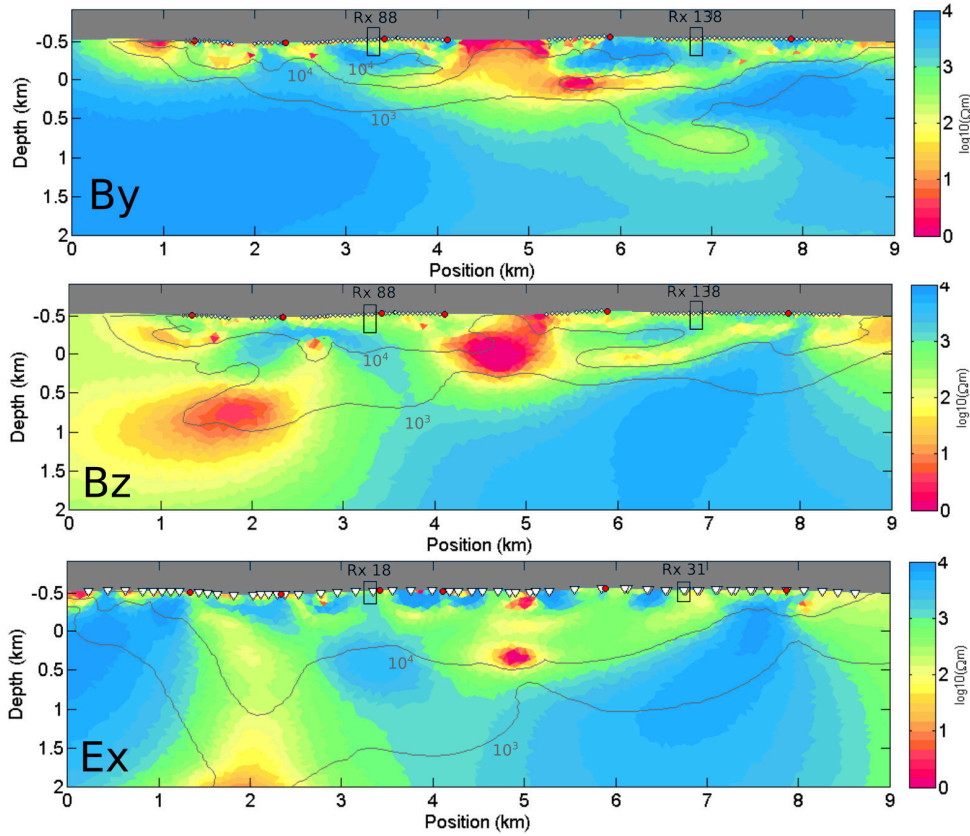 Rx 88 Rx 138
-0.5
0
0.5
1
1.5
2
Depth (km)
10⁴
10⁴
10³
By
0 1 2 3 4 5 6 7 8 9
Position (km)
4
3
2
1
0
log10(Ωm)
Rx 88 Rx 138
-0.5
0
0.5
1
1.5
2
Depth (km)
10⁴
10³
Bz
0 1 2 3 4 5 6 7 8 9
Position (km)
4
3
2
1
0
log10(Ωm)
Rx 18 Rx 31
-0.5
0
0.5
1
1.5
2
Depth (km)
10⁴
10³
Ex
0 1 2 3 4 5 6 7 8 9
Position (km)
4
3
2
1
0
log10(Ωm)